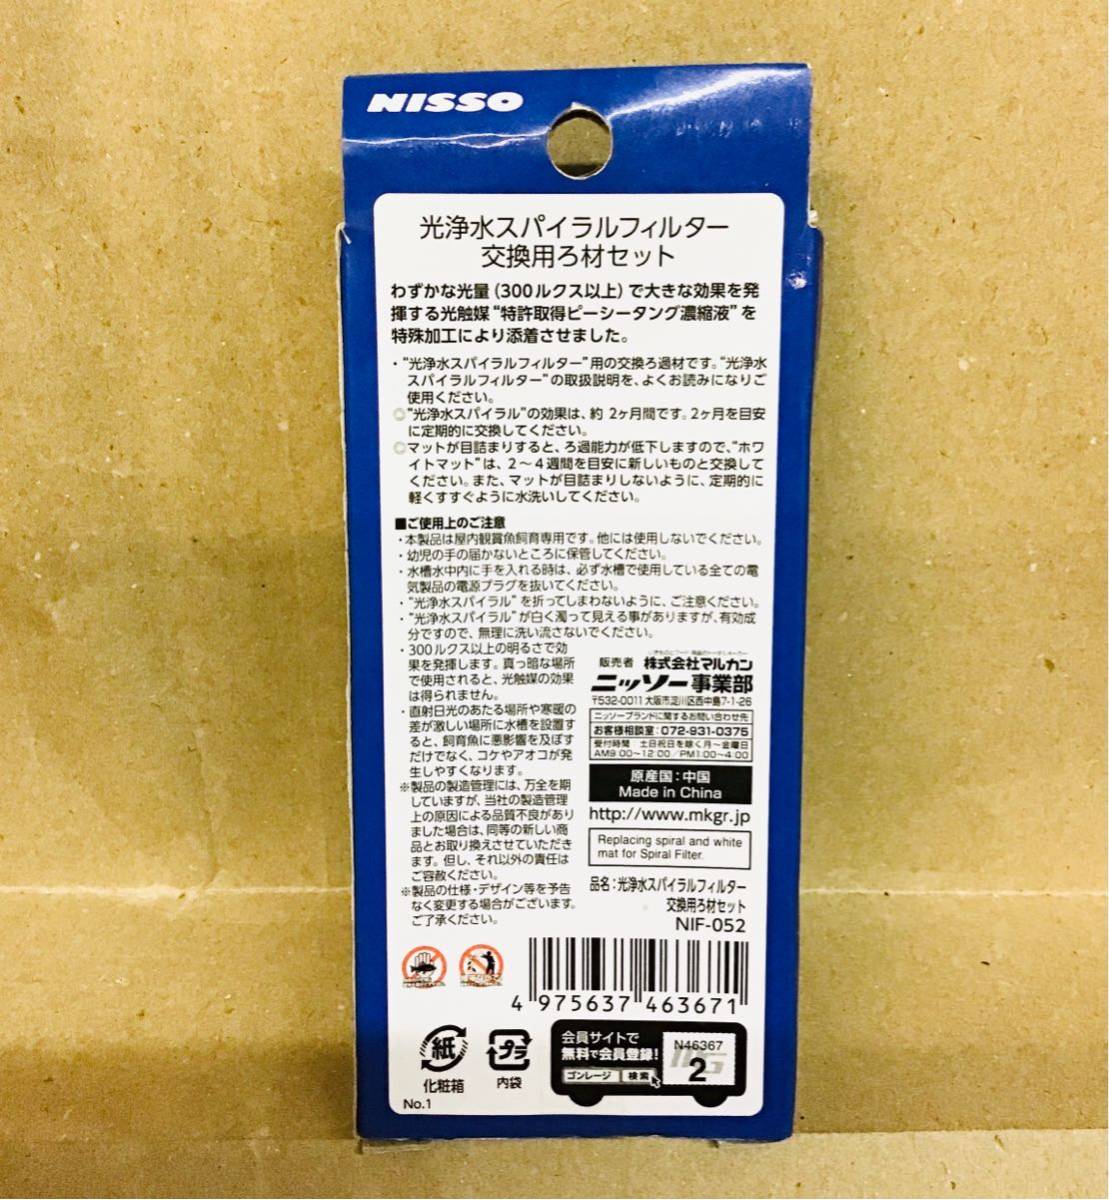 NISSO
光浄水スパイラルフィルター
交換用ろ材セット
わずかな光量(300ルクス以上)で大きな効果を発
揮する光触媒“特許取得ピーシータング濃縮液”を
特殊加工により添着させました。
・“光浄水スパイラルフィルター”用の交換ろ過材です。“光浄水
スパイラルフィルター”の取扱説明を、よくお読みになりご
使用ください。
◎“光浄水スパイラル”の効果は、約 2ヶ月間です。2ヶ月を目安
に定期的に交換してください。
◎マットが目詰まりすると、ろ過能力が低下しますので、“ホワ
イトマット”は、2〜4週間を目安に新しいものと交換して
ください。また、マットが目詰まりしないように、定期的に
軽くすすぐように水洗いしてください。
■ご使用上のご注意
・本製品は屋内観賞魚飼育専用です。他には使用しないでください。
・幼児の手の届かないところに保管してください。
・水槽水中内に手を入れる時は、必ず水槽で使用している全ての電
気製品の電源プラグを抜いてください。
・“光浄水スパイラル”を折ってしまわないように、ご注意ください。
・“光浄水スパイラル”が白く濁って見える事がありますが、有効成
分ですので、無理に洗い流さないでください。
・300ルクス以上の明るさで効
果を発揮します。真っ暗な場所
で使用されると、光触媒の効果
は得られません。
・直射日光のあたる場所や寒暖の
差が激しい場所に水槽を設置す
ると、飼育魚に悪影響を及ぼす
だけでなく、コケやアオコが発
生しやすくなります。
※製品の製造管理には、万全を期
していますが、当社の製造管理
上の原因による品質不良があり
ました場合は、同等の新しい商
品とお取り換えさせていただき
ます。但し、それ以外の責任は
ご容赦ください。
※製品の仕様・デザイン等を予告
なく変更する場合がございます。
ご了承ください。
販売者 株式会社マルカン
ニッソー事業部
〒532-0011大阪市淀川区西中島7-1-26
ニッソーブランドに関するお問い合わせ先
お客様相談室:072-931-0375
受付時間 土日祝日を除く月〜金曜日
AM9:00〜12:00/PM1:00〜4:00
原産国:中国
Made in China
http://www.mkgr.jp
Replacing spiral and white
mat for Spiral Filter.
品名:光浄水スパイラルフィルター
交換用ろ材セット
NIF-052
4 975637 463671
紙
化粧箱
プラ
内袋
会員サイトで
無料で会員登録!
ゴンレージ 検索
N46367
2
No.1